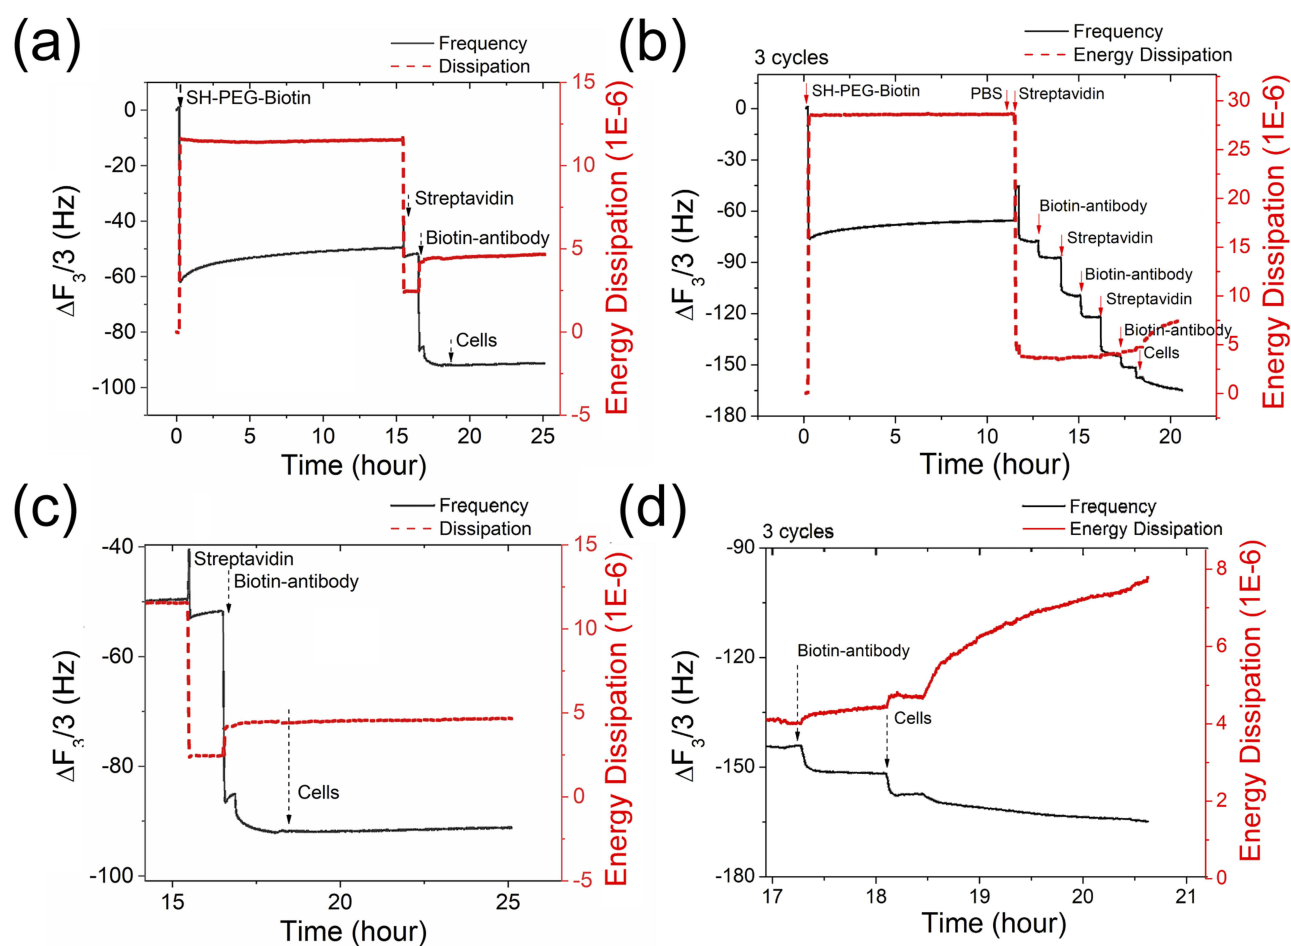 (a)
Frequency
Dissipation
SH-PEG-Biotin
Streptavidin
Biotin-antibody
Cells
0
-20
-40
-60
-80
-100
ΔF3/3 (Hz)
15
10
5
0
-5
Energy Dissipation (1E-6)
0 5 10 15 20 25
Time (hour)
(b)
3 cycles
Frequency
Energy Dissipation
SH-PEG-Biotin
PBS
Streptavidin
Biotin-antibody
Streptavidin
Biotin-antibody
Streptavidin
Biotin-antibody
Cells
0
-30
-60
-90
-120
-150
-180
ΔF3/3 (Hz)
30
25
20
15
10
5
0
Energy Dissipation (1E-6)
0 5 10 15 20
Time (hour)
(c)
Frequency
Dissipation
Streptavidin
Biotin-antibody
Cells
-40
-60
-80
-100
ΔF3/3 (Hz)
15
10
5
0
-5
Energy Dissipation (1E-6)
15 20 25
Time (hour)
(d)
3 cycles
Frequency
Energy Dissipation
Biotin-antibody
Cells
-90
-120
-150
-180
ΔF3/3 (Hz)
8
6
4
2
0
Energy Dissipation (1E-6)
17 18 19 20 21
Time (hour)